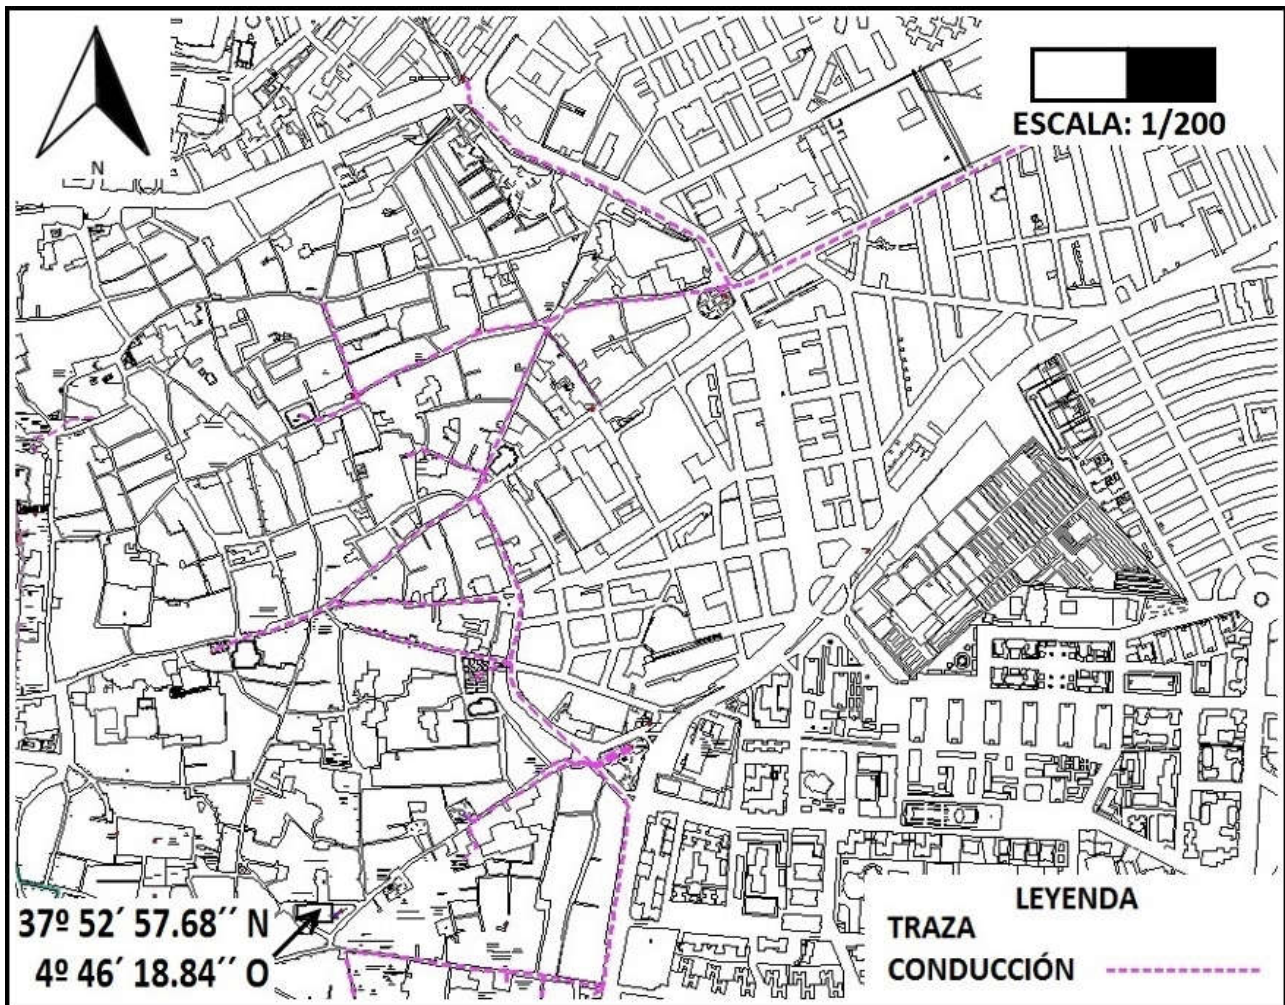 N
ESCALA: 1/200
37º 52´ 57.68´´ N
4º 46´ 18.84´´ O
LEYENDA
TRAZA
CONDUCCIÓN